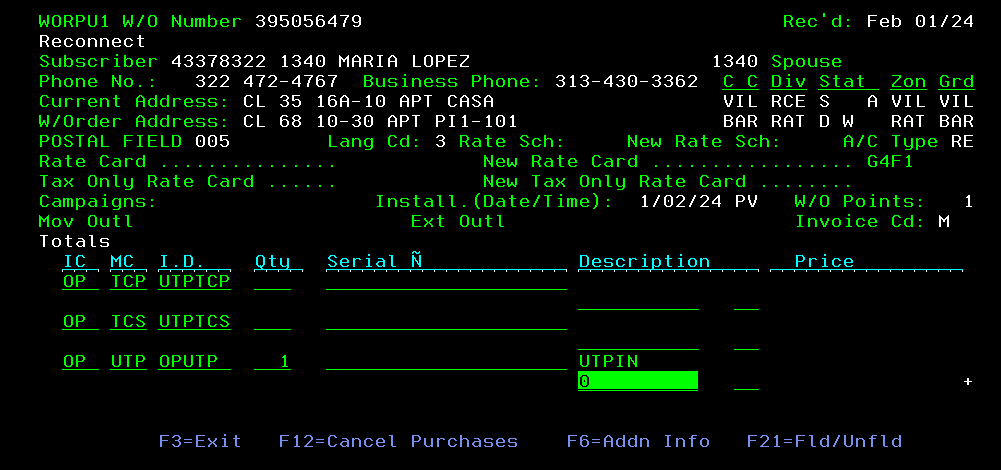 WORPU1 W/O Number 395056479 Rec'd: Feb 01/24
Reconnect
Subscriber 43378322 1340 MARIA LOPEZ 1340 Spouse
Phone No.: 322 472-4767 Business Phone: 313-430-3362 C C Div Stat Zon Grd
Current Address: CL 35 16A-10 APT CASA VIL RCE S A VIL VIL
W/Order Address: CL 68 10-30 APT PI1-101 BAR RAT D W RAT BAR
POSTAL FIELD 005 Lang Cd: 3 Rate Sch: New Rate Sch: A/C Type RE
Rate Card ............... New Rate Card ................. G4F1
Tax Only Rate Card ...... New Tax Only Rate Card ........
Campaigns: Install.(Date/Time): 1/02/24 PV W/O Points: 1
Mov Outl Ext Outl Invoice Cd: M
Totals
IC MC I.D. Qty Serial Ñ Description Price
OP TCP UTPTCP
OP TCS UTPTCS
OP UTP OPUTP 1 UTPIN
0 +
F3=Exit F12=Cancel Purchases F6=Addn Info F21=Fld/Unfld